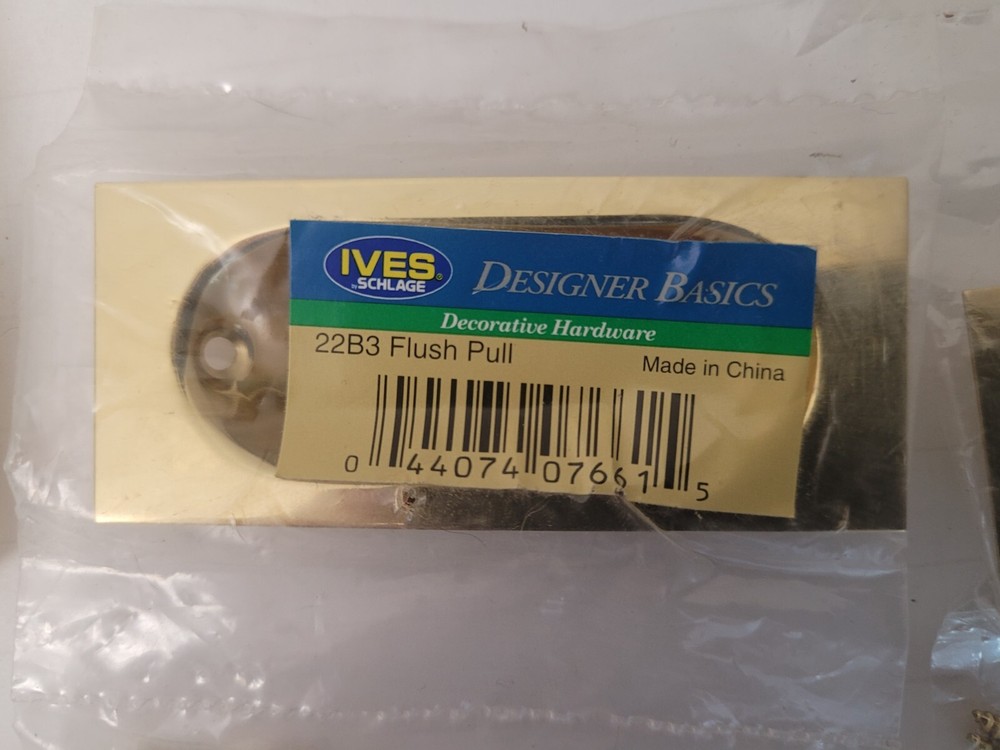 IVES®
by SCHLAGE
DESIGNER BASICS
Decorative Hardware
22B3 Flush Pull
Made in China
0 44074 07661 5